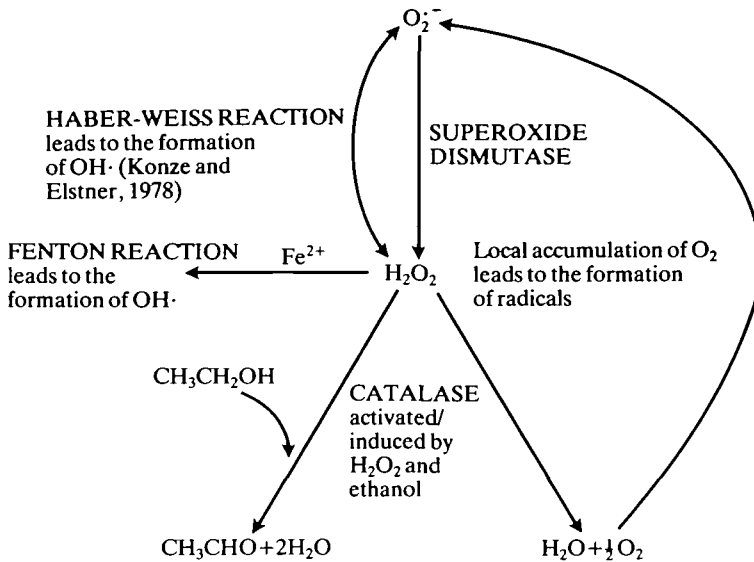 O₂·⁻
HABER-WEISS REACTION
leads to the formation
of OH· (Konze and
Elstner, 1978)
SUPEROXIDE
DISMUTASE
FENTON REACTION
leads to the
formation of OH·
Fe²⁺
H₂O₂
Local accumulation of O₂
leads to the formation
of radicals
CH₃CH₂OH
CATALASE
activated/
induced by
H₂O₂ and
ethanol
CH₃CHO+2H₂O
H₂O+½O₂